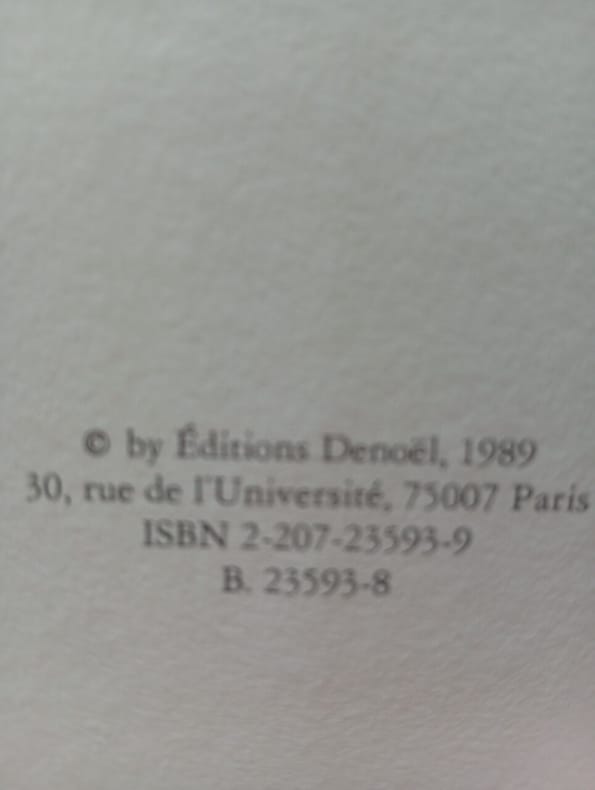 © by Éditions Denoël, 1989
30, rue de l'Université, 75007 Paris
ISBN 2-207-23593-9
B. 23593-8